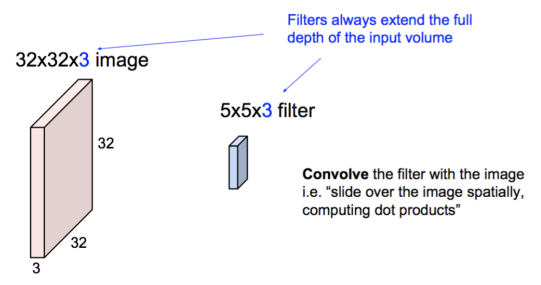 Filters always extend the full
depth of the input volume
32x32x3 image
5x5x3 filter
32
Convolve the filter with the image
i.e. “slide over the image spatially,
computing dot products”
32
3